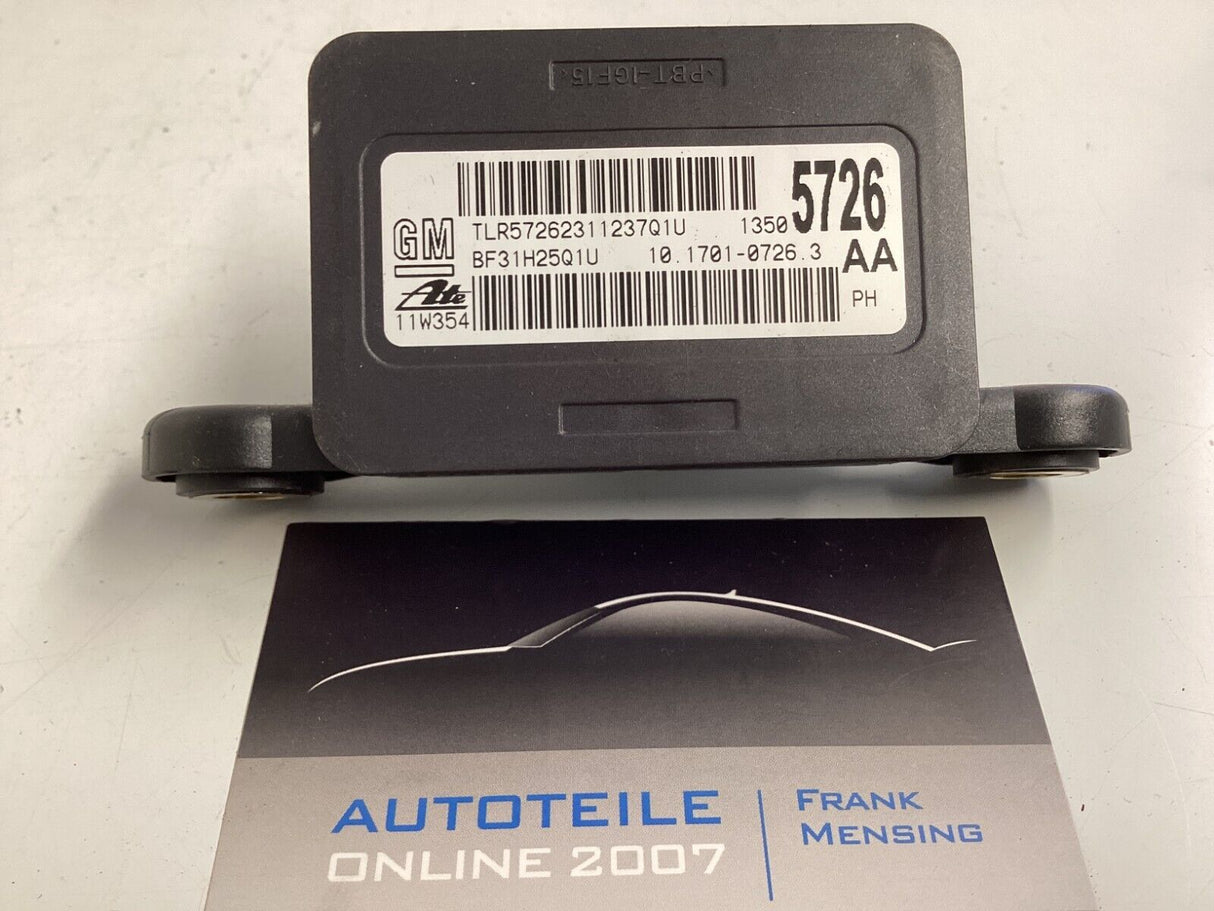 >PBT-IGF15<
5726
GM
TLR57262311237Q1U 1350
BF31H25Q1U 10.1701-0726.3 AA
Ate
11W354 PH
AUTOTEILE
ONLINE 2007
FRANK
MENSING